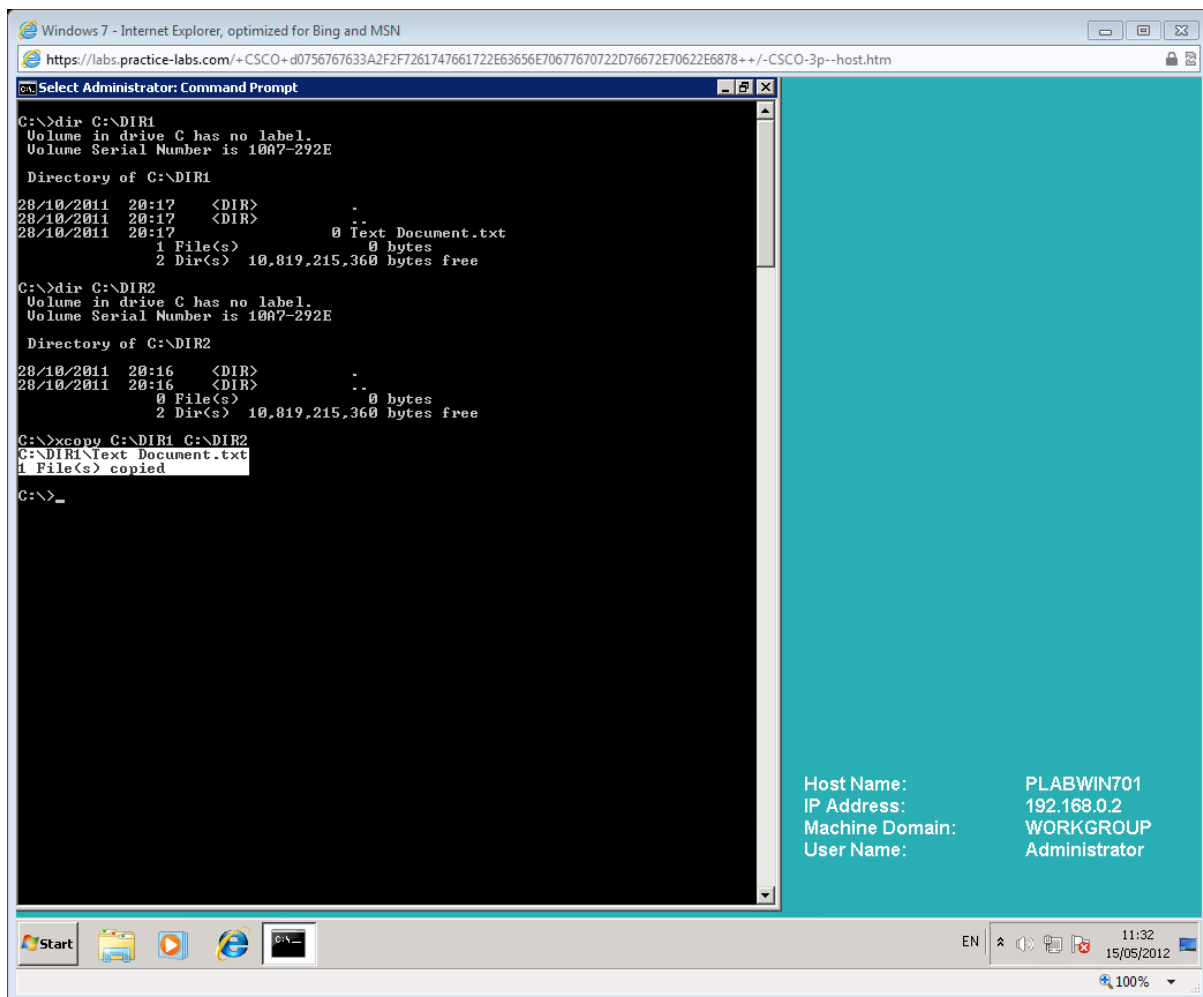 Windows 7 - Internet Explorer, optimized for Bing and MSN
https://labs.practice-labs.com/+CSCO+d0756767633A2F2F7261747661722E63656E70677670722D76672E70622E6878++/-CSCO-3p--host.htm
Select Administrator: Command Prompt
C:\>dir C:\DIR1
Volume in drive C has no label.
Volume Serial Number is 10A7-292E
Directory of C:\DIR1
28/10/2011 20:17 <DIR> .
28/10/2011 20:17 <DIR> ..
28/10/2011 20:17 0 Text Document.txt
1 File(s) 0 bytes
2 Dir(s) 10,819,215,360 bytes free
C:\>dir C:\DIR2
Volume in drive C has no label.
Volume Serial Number is 10A7-292E
Directory of C:\DIR2
28/10/2011 20:16 <DIR> .
28/10/2011 20:16 <DIR> ..
0 File(s) 0 bytes
2 Dir(s) 10,819,215,360 bytes free
C:\>xcopy C:\DIR1 C:\DIR2
C:\DIR1\Text Document.txt
1 File(s) copied
C:\>_
Host Name: PLABWIN701
IP Address: 192.168.0.2
Machine Domain: WORKGROUP
User Name: Administrator
Start
C:\_
EN
11:32
15/05/2012
100%